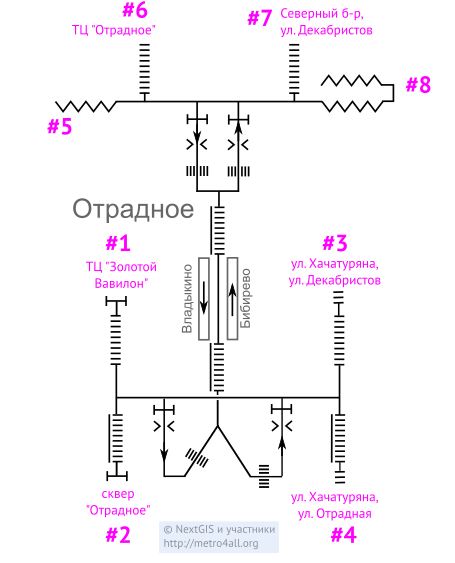 #6
ТЦ "Отрадное"
#7
Северный б-р,
ул. Декабристов
#8
#5
Отрадное
#1
ТЦ "Золотой
Вавилон"
#3
ул. Хачатуряна,
ул. Декабристов
Владыкино
Бибирево
сквер
"Отрадное"
#2
ул. Хачатуряна,
ул. Отрадная
#4
© NextGIS и участники
http://metro4all.org